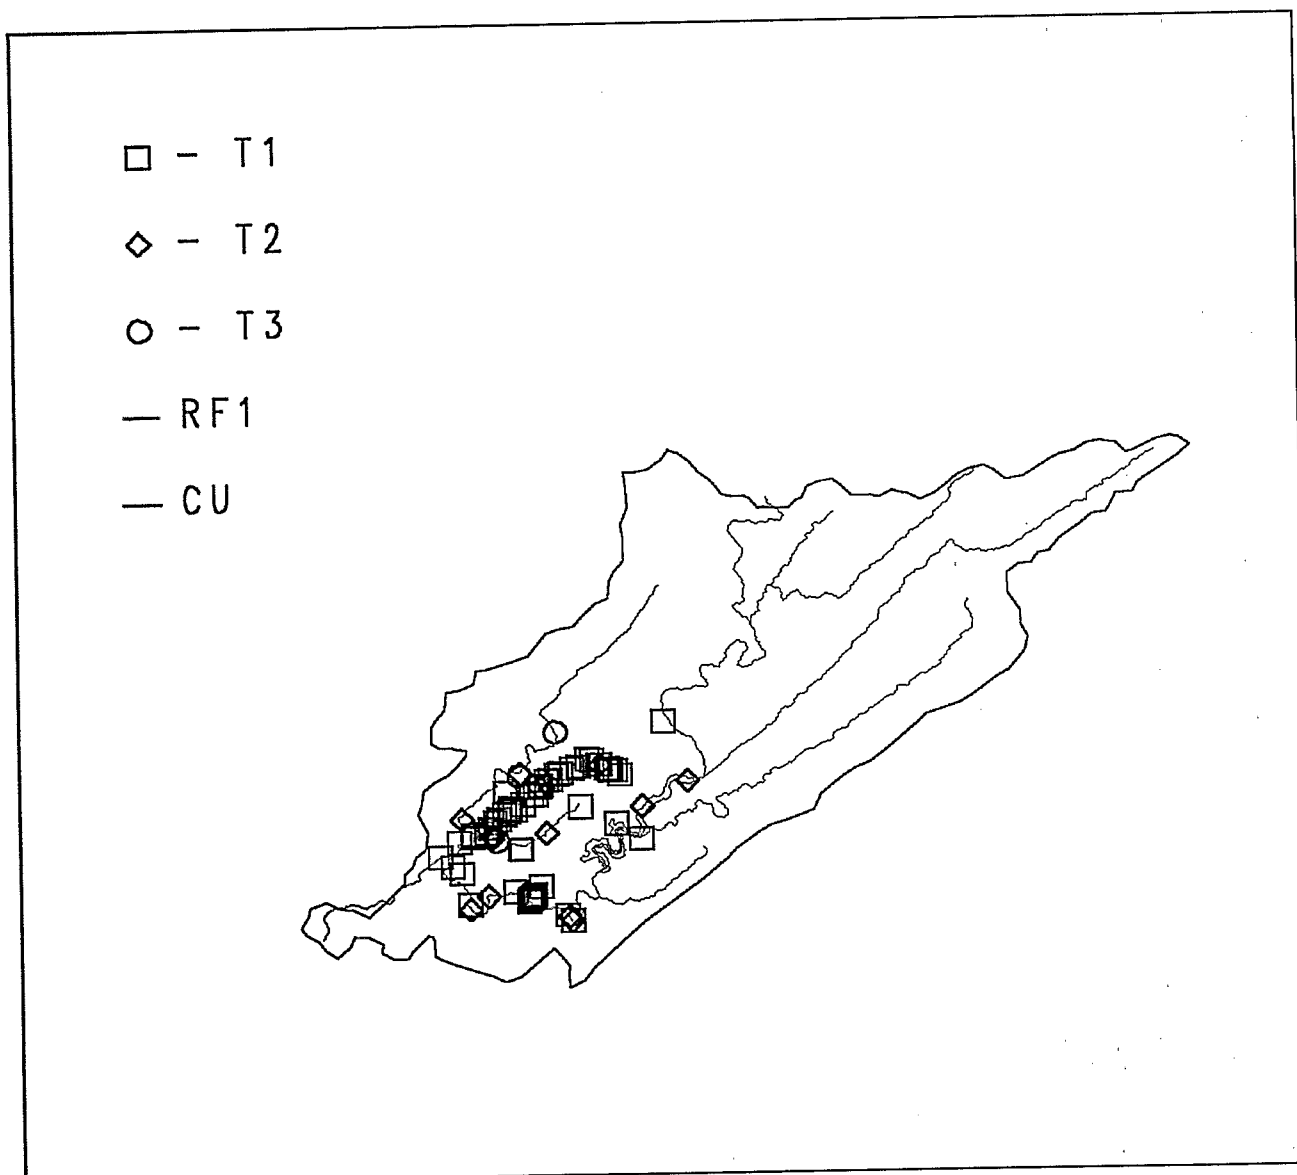 □ – T1
◇ – T2
○ – T3
— RF1
— CU